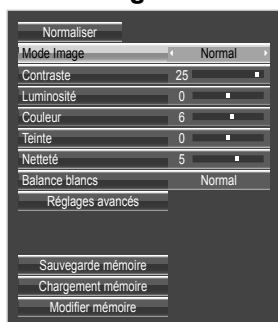 Normaliser
Mode Image Normal
Contraste 25
Luminosité 0
Couleur 6
Teinte 0
Netteté 5
Balance blancs Normal
Réglages avancés
Sauvegarde mémoire
Chargement mémoire
Modifier mémoire